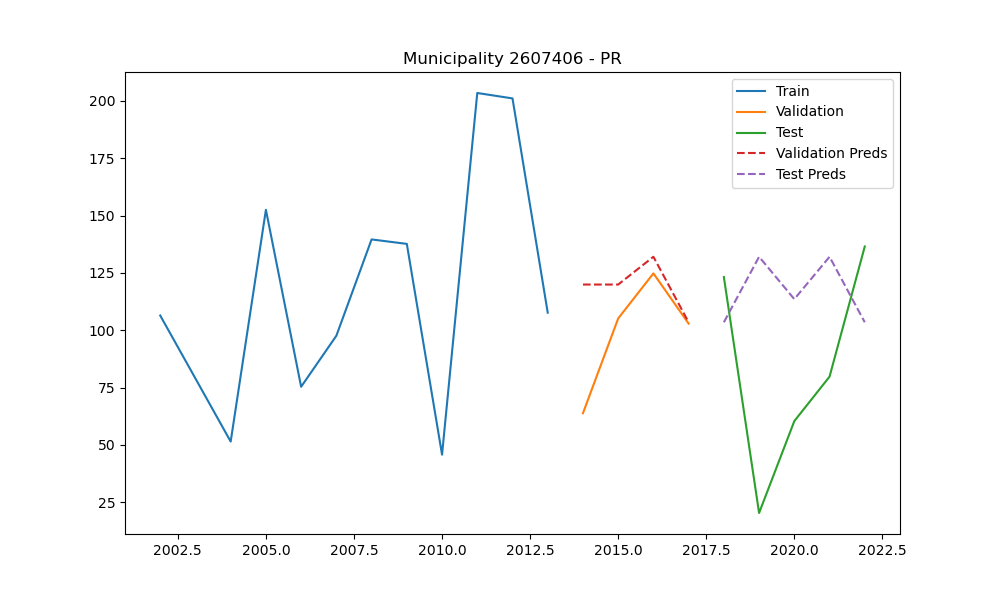 Municipality 2607406 - PR
Train
Validation
Test
Validation Preds
Test Preds
200
175
150
125
100
75
50
25
2002.5 2005.0 2007.5 2010.0 2012.5 2015.0 2017.5 2020.0 2022.5